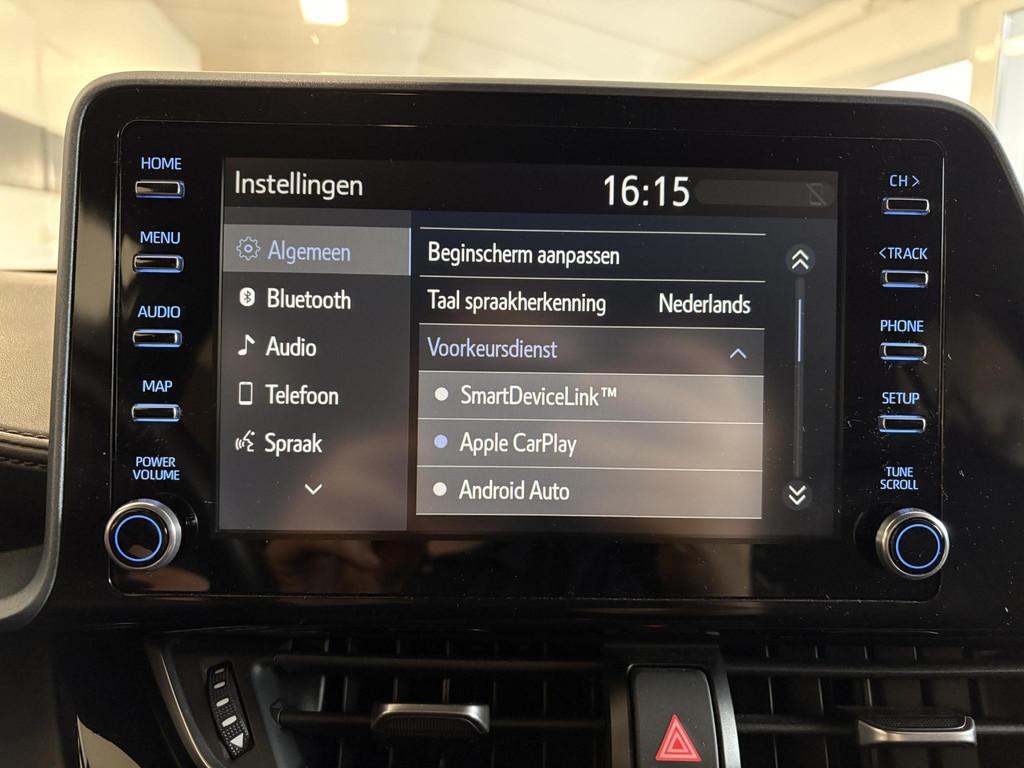 HOME
MENU
AUDIO
MAP
POWER
VOLUME
Instellingen
16:15
Algemeen
Bluetooth
Audio
Telefoon
Spraak
Beginscherm aanpassen
Taal spraakherkenning Nederlands
Voorkeursdienst
SmartDeviceLink™
Apple CarPlay
Android Auto
CH >
< TRACK
PHONE
SETUP
TUNE
SCROLL